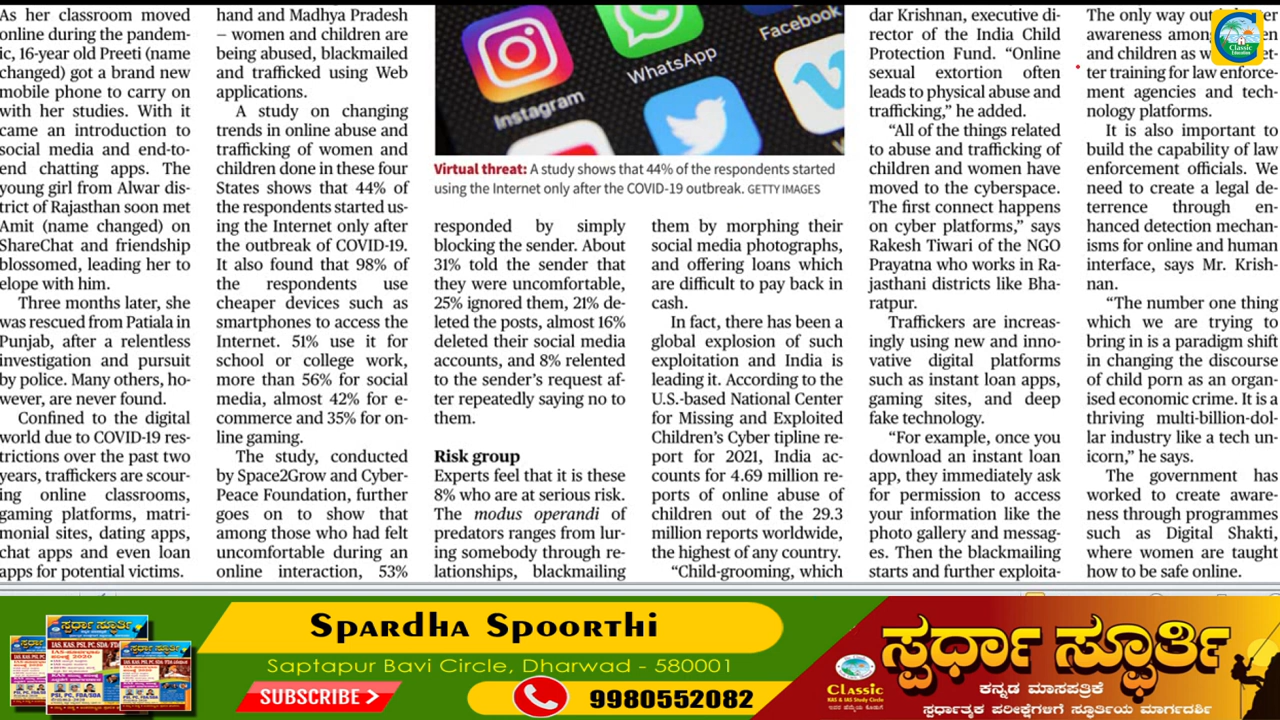 As her classroom moved
online during the pandem-
ic, 16-year old Preeti (name
changed) got a brand new
mobile phone to carry on
with her studies. With it
came an introduction to
social media and end-to-
end chatting apps. The
young girl from Alwar dis-
trict of Rajasthan soon met
Amit (name changed) on
ShareChat and friendship
blossomed, leading her to
elope with him.
Three months later, she
was rescued from Patiala in
Punjab, after a relentless
investigation and pursuit
by police. Many others, ho-
wever, are never found.
Confined to the digital
world due to COVID-19 res-
trictions over the past two
years, traffickers are scour-
ing online classrooms,
gaming platforms, matri-
monial sites, dating apps,
chat apps and even loan
apps for potential victims.
hand and Madhya Pradesh
– women and children are
being abused, blackmailed
and trafficked using Web
applications.
A study on changing
trends in online abuse and
trafficking of women and
children done in these four
States shows that 44% of
the respondents started us-
ing the Internet only after
the outbreak of COVID-19.
It also found that 98% of
the respondents use
cheaper devices such as
smartphones to access the
Internet. 51% use it for
school or college work,
more than 56% for social
media, almost 42% for e-
commerce and 35% for on-
line gaming.
The study, conducted
by Space2Grow and Cyber-
Peace Foundation, further
goes on to show that
among those who had felt
uncomfortable during an
online interaction, 53%
Instagram
WhatsApp
Facebook
Virtual threat: A study shows that 44% of the respondents started
using the Internet only after the COVID-19 outbreak. GETTY IMAGES
responded by simply
blocking the sender. About
31% told the sender that
they were uncomfortable,
25% ignored them, 21% de-
leted the posts, almost 16%
deleted their social media
accounts, and 8% relented
to the sender's request af-
ter repeatedly saying no to
them.
Risk group
Experts feel that it is these
8% who are at serious risk.
The modus operandi of
predators ranges from lur-
ing somebody through re-
lationships, blackmailing
them by morphing their
social media photographs,
and offering loans which
are difficult to pay back in
cash.
In fact, there has been a
global explosion of such
exploitation and India is
leading it. According to the
U.S.-based National Center
for Missing and Exploited
Children's Cyber tipline re-
port for 2021, India ac-
counts for 4.69 million re-
ports of online abuse of
children out of the 29.3
million reports worldwide,
the highest of any country.
“Child-grooming, which
dar Krishnan, executive di-
rector of the India Child
Protection Fund. “Online
sexual extortion often
leads to physical abuse and
trafficking,” he added.
“All of the things related
to abuse and trafficking of
children and women have
moved to the cyberspace.
The first connect happens
on cyber platforms,” says
Rakesh Tiwari of the NGO
Prayatna who works in Ra-
jasthani districts like Bha-
ratpur.
Traffickers are increas-
ingly using new and inno-
vative digital platforms
such as instant loan apps,
gaming sites, and deep
fake technology.
“For example, once you
download an instant loan
app, they immediately ask
for permission to access
your information like the
photo gallery and messag-
es. Then the blackmailing
starts and further exploita-
The only way out
awareness among
and children as
ter training for law enforce-
ment agencies and tech-
nology platforms.
It is also important to
build the capability of law
enforcement officials. We
need to create a legal de-
terrence through en-
hanced detection mechan-
isms for online and human
interface, says Mr. Krish-
nan.
“The number one thing
which we are trying to
bring in is a paradigm shift
in changing the discourse
of child porn as an organ-
ised economic crime. It is a
thriving multi-billion-dol-
lar industry like a tech un-
icorn,” he says.
The government has
worked to create aware-
ness through programmes
such as Digital Shakti,
where women are taught
how to be safe online.
Classic
Education
Spardha Spoorthi
Saptapur Bavi Circle Dharwad - 580001
SUBSCRIBE
9980552082
Classic
IAS & KAS Study Circle
ಸ್ಪರ್ಧಾ ಸ್ಫೂರ್ತಿ
ಕನ್ನಡ ಮಾಸಪತ್ರಿಕೆ
ಸ್ಪರ್ಧಾತ್ಮಕ ಪರೀಕ್ಷೆಗಳಿಗೆ ಸ್ಫೂರ್ತಿಯ ಮಾರ್ಗದರ್ಶಿ